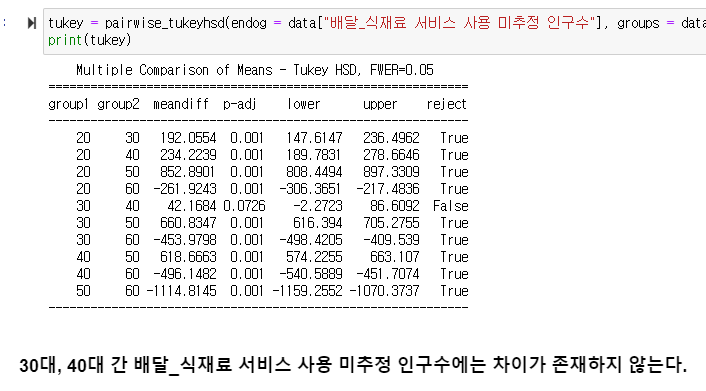 tukey = pairwise_tukeyhsd(endog = data["배달_식재료 서비스 사용 미추정 인구수"], groups = data
print(tukey)
Multiple Comparison of Means - Tukey HSD, FWER=0.05
====================================================
group1 group2 meandiff p-adj lower upper reject
----------------------------------------------------
20 30 192.0554 0.001 147.6147 236.4962 True
20 40 234.2239 0.001 189.7831 278.6646 True
20 50 852.8901 0.001 808.4494 897.3309 True
20 60 -261.9243 0.001 -306.3651 -217.4836 True
30 40 42.1684 0.0726 -2.2723 86.6092 False
30 50 660.8347 0.001 616.394 705.2755 True
30 60 -453.9798 0.001 -498.4205 -409.539 True
40 50 618.6663 0.001 574.2255 663.107 True
40 60 -496.1482 0.001 -540.5889 -451.7074 True
50 60 -1114.8145 0.001 -1159.2552 -1070.3737 True
----------------------------------------------------
30대, 40대 간 배달_식재료 서비스 사용 미추정 인구수에는 차이가 존재하지 않는다.